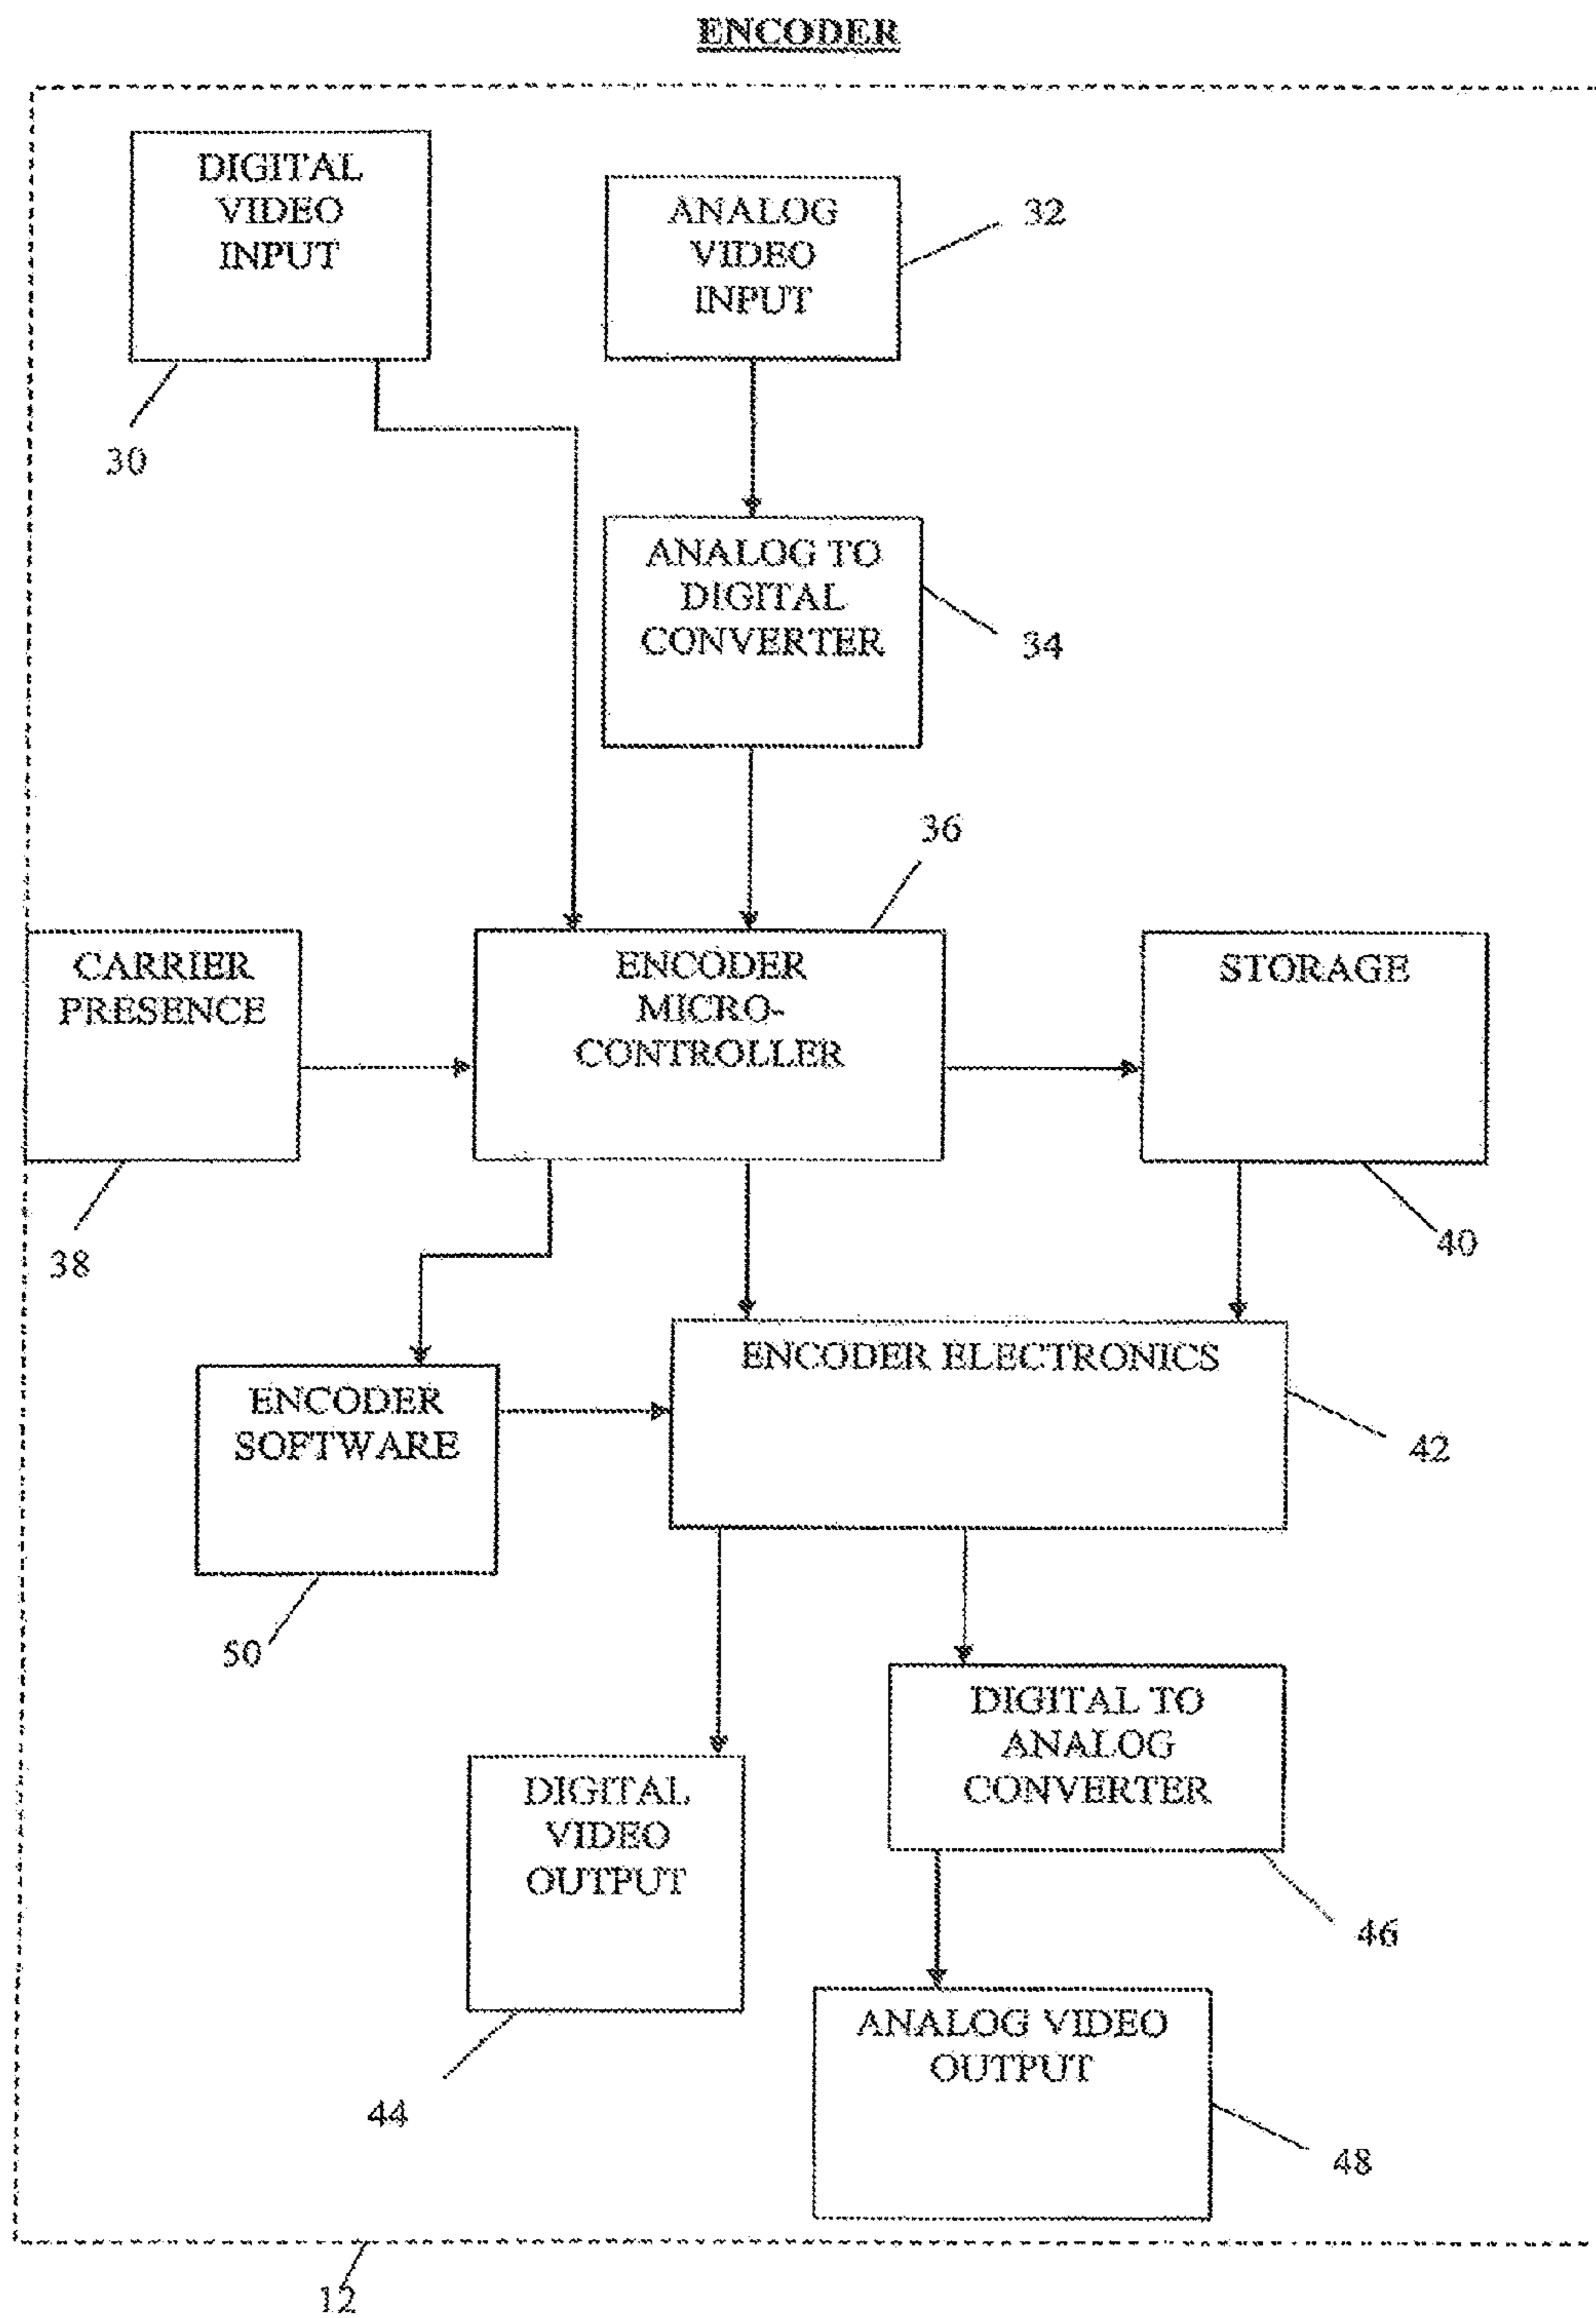 ENCODER
DIGITAL
VIDEO
INPUT
30
ANALOG
VIDEO
INPUT
32
ANALOG TO
DIGITAL
CONVERTER
34
36
CARRIER
PRESENCE
38
ENCODER
MICRO-
CONTROLLER
STORAGE
40
ENCODER SOFTWARE
50
ENCODER ELECTRONICS
42
DIGITAL
VIDEO
OUTPUT
44
DIGITAL TO
ANALOG
CONVERTER
46
ANALOG VIDEO
OUTPUT
48
12